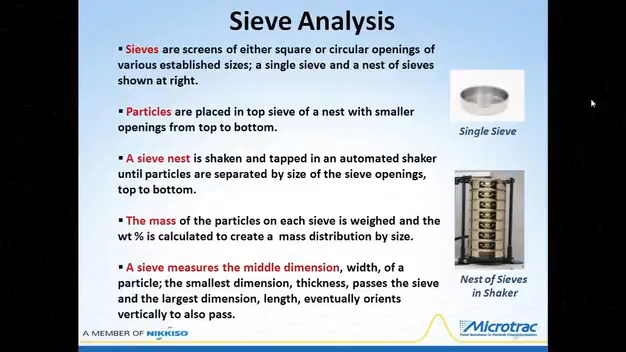 Sieve Analysis
▪ Sieves are screens of either square or circular openings of
various established sizes; a single sieve and a nest of sieves
shown at right.
▪ Particles are placed in top sieve of a nest with smaller
openings from top to bottom.
▪ A sieve nest is shaken and tapped in an automated shaker
until particles are separated by size of the sieve openings,
top to bottom.
▪ The mass of the particles on each sieve is weighed and the
wt % is calculated to create a mass distribution by size.
▪ A sieve measures the middle dimension, width, of a
particle; the smallest dimension, thickness, passes the sieve
and the largest dimension, length, eventually orients
vertically to also pass.
Single Sieve
Nest of Sieves
in Shaker
A MEMBER OF NIKKISO
Microtrac
Total Solutions in Particle Characterization